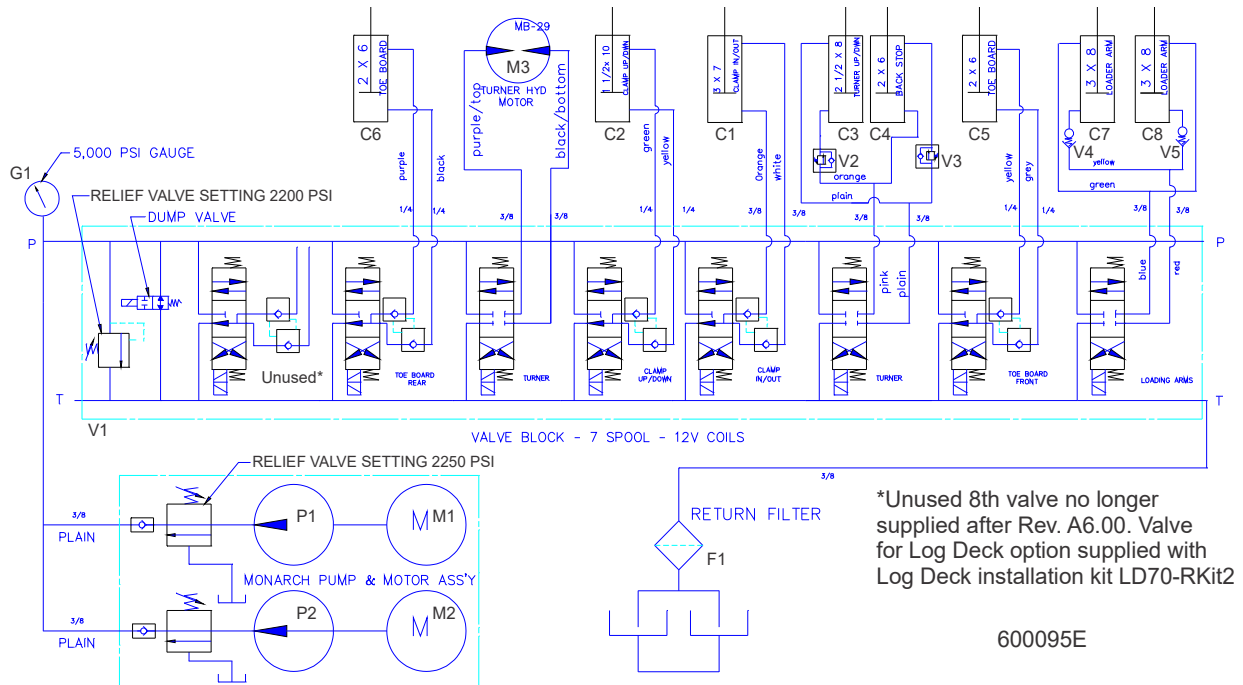 MB-29
M3
TURNER HYD
MOTOR
purple/top
black/bottom
2 X 6
TOE BOARD
C6
1 1/2x 10
CLAMP UP/DWN
C2
3 X 7
CLAMP IN/OUT
C1
2 1/2 X 8
TURNER UP/DWN
C3
2 X 6
BACK STOP
C4
2 X 6
TOE BOARD
C5
3 X 8
LOADER ARM
C7
3 X 8
LOADER ARM
C8
V2
V3
V4
V5
purple
black
green
yellow
Orange
white
orange
plain
yellow
grey
yellow
green
1/4
1/4
3/8
3/8
1/4
1/4
3/8
3/8
3/8
3/8
1/4
1/4
3/8
3/8
pink
plain
blue
red
5,000 PSI GAUGE
G1
RELIEF VALVE SETTING 2200 PSI
DUMP VALVE
P
P
Unused*
TOE BOARD
REAR
TURNER
CLAMP
UP/DOWN
CLAMP
IN/OUT
TURNER
TOE BOARD
FRONT
LOADING ARMS
T
T
V1
VALVE BLOCK - 7 SPOOL - 12V COILS
RELIEF VALVE SETTING 2250 PSI
3/8
PLAIN
P1
M
M1
MONARCH PUMP & MOTOR ASS'Y
3/8
PLAIN
P2
M
M2
3/8
RETURN FILTER
F1
*Unused 8th valve no longer
supplied after Rev. A6.00. Valve
for Log Deck option supplied with
Log Deck installation kit LD70-RKit2
600095E